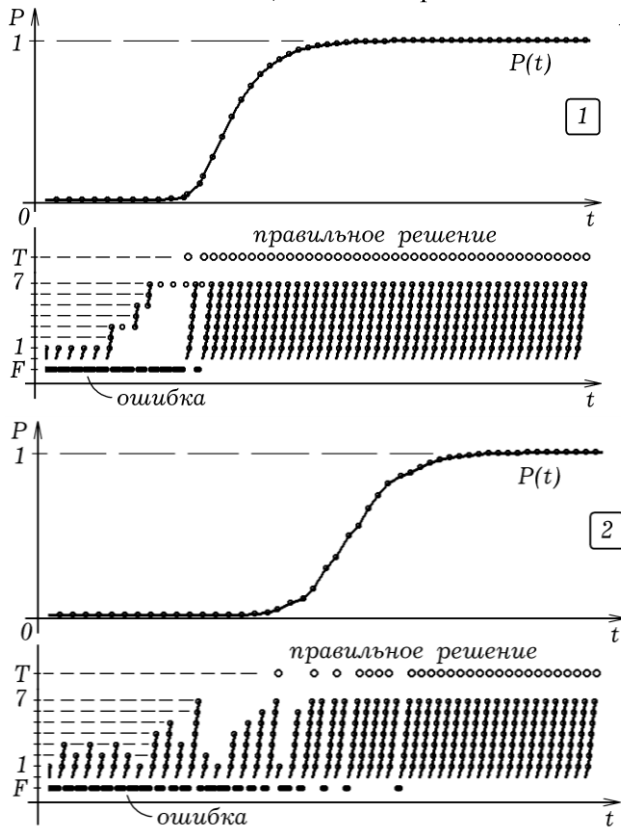 P
1
P(t)
1
0
t
правильное решение
T
7
1
F
ошибка
t
P
1
P(t)
2
0
t
правильное решение
T
7
1
F
ошибка
t